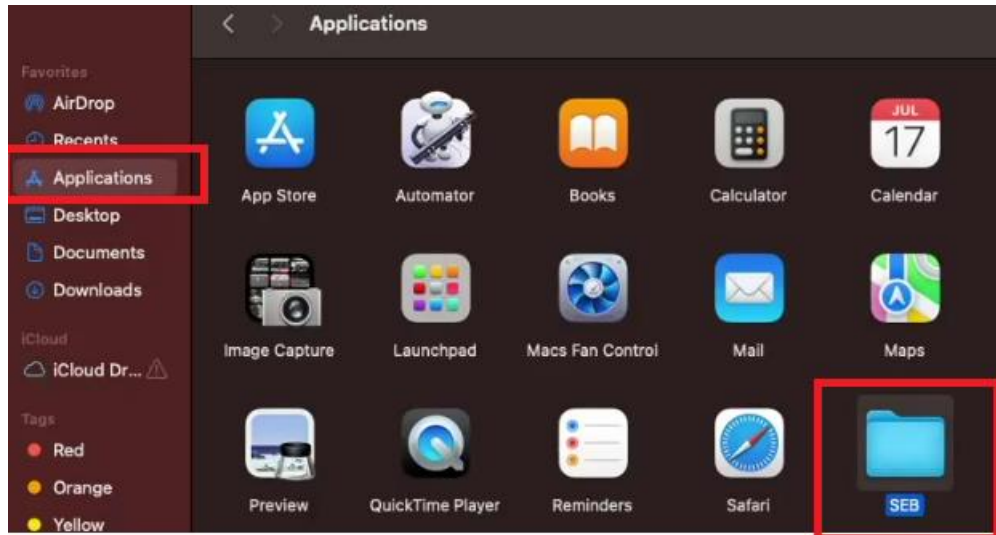 Applications
Favorites
AirDrop
Recents
Applications
Desktop
Documents
Downloads
iCloud
iCloud Dr...
Tags
Red
Orange
Yellow
App Store
Automator
Books
Calculator
JUL
17
Calendar
Image Capture
Launchpad
Macs Fan Control
Mail
Maps
Preview
QuickTime Player
Reminders
Safari
SEB